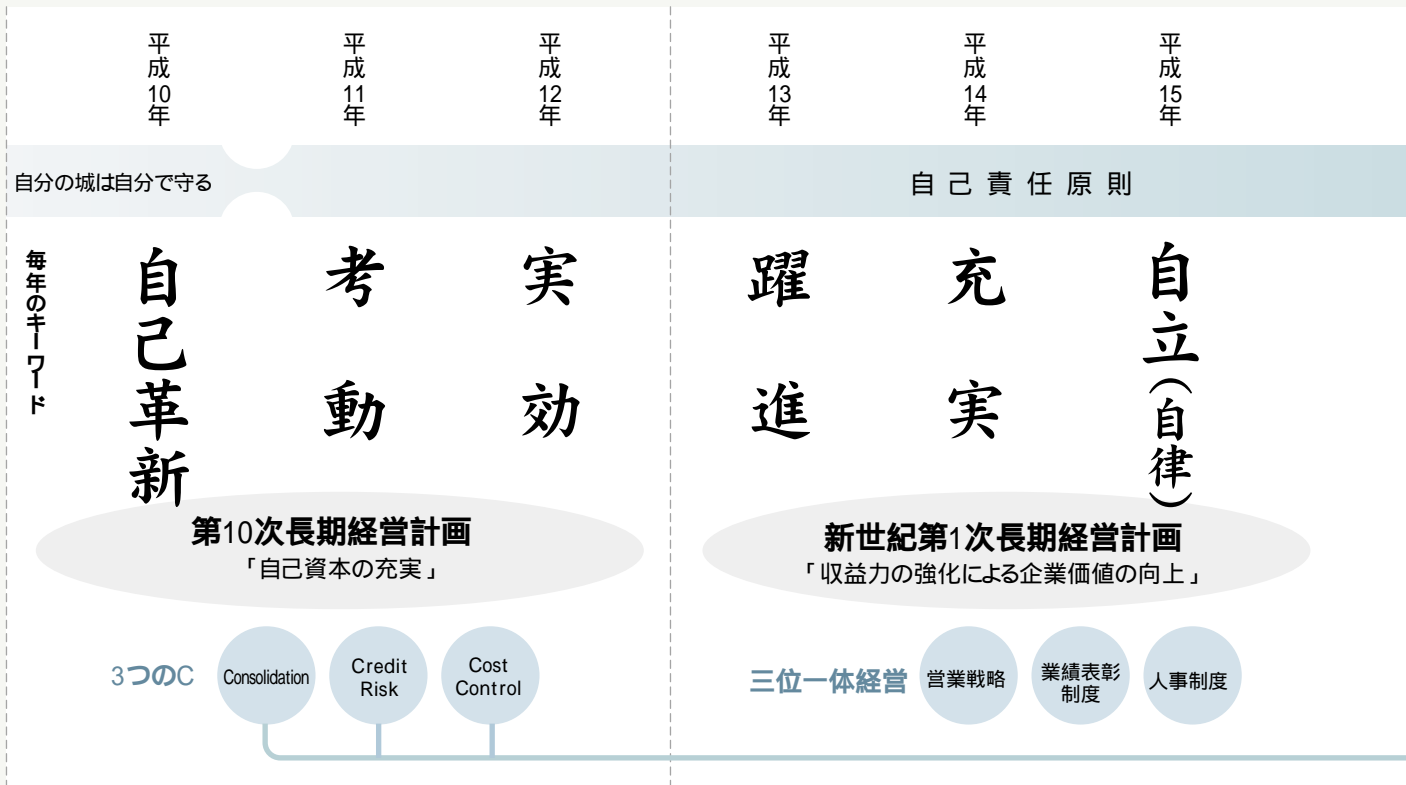 平成10年
平成11年
平成12年
平成13年
平成14年
平成15年
自分の城は自分で守る
自己責任原則
毎年のキーワード
自己革新
考動
実効
躍進
充実
自立(自律)
第10次長期経営計画
「自己資本の充実」
新世紀第1次長期経営計画
「収益力の強化による企業価値の向上」
3つのC
Consolidation
Credit
Risk
Cost
Control
三位一体経営
営業戦略
業績表彰
制度
人事制度